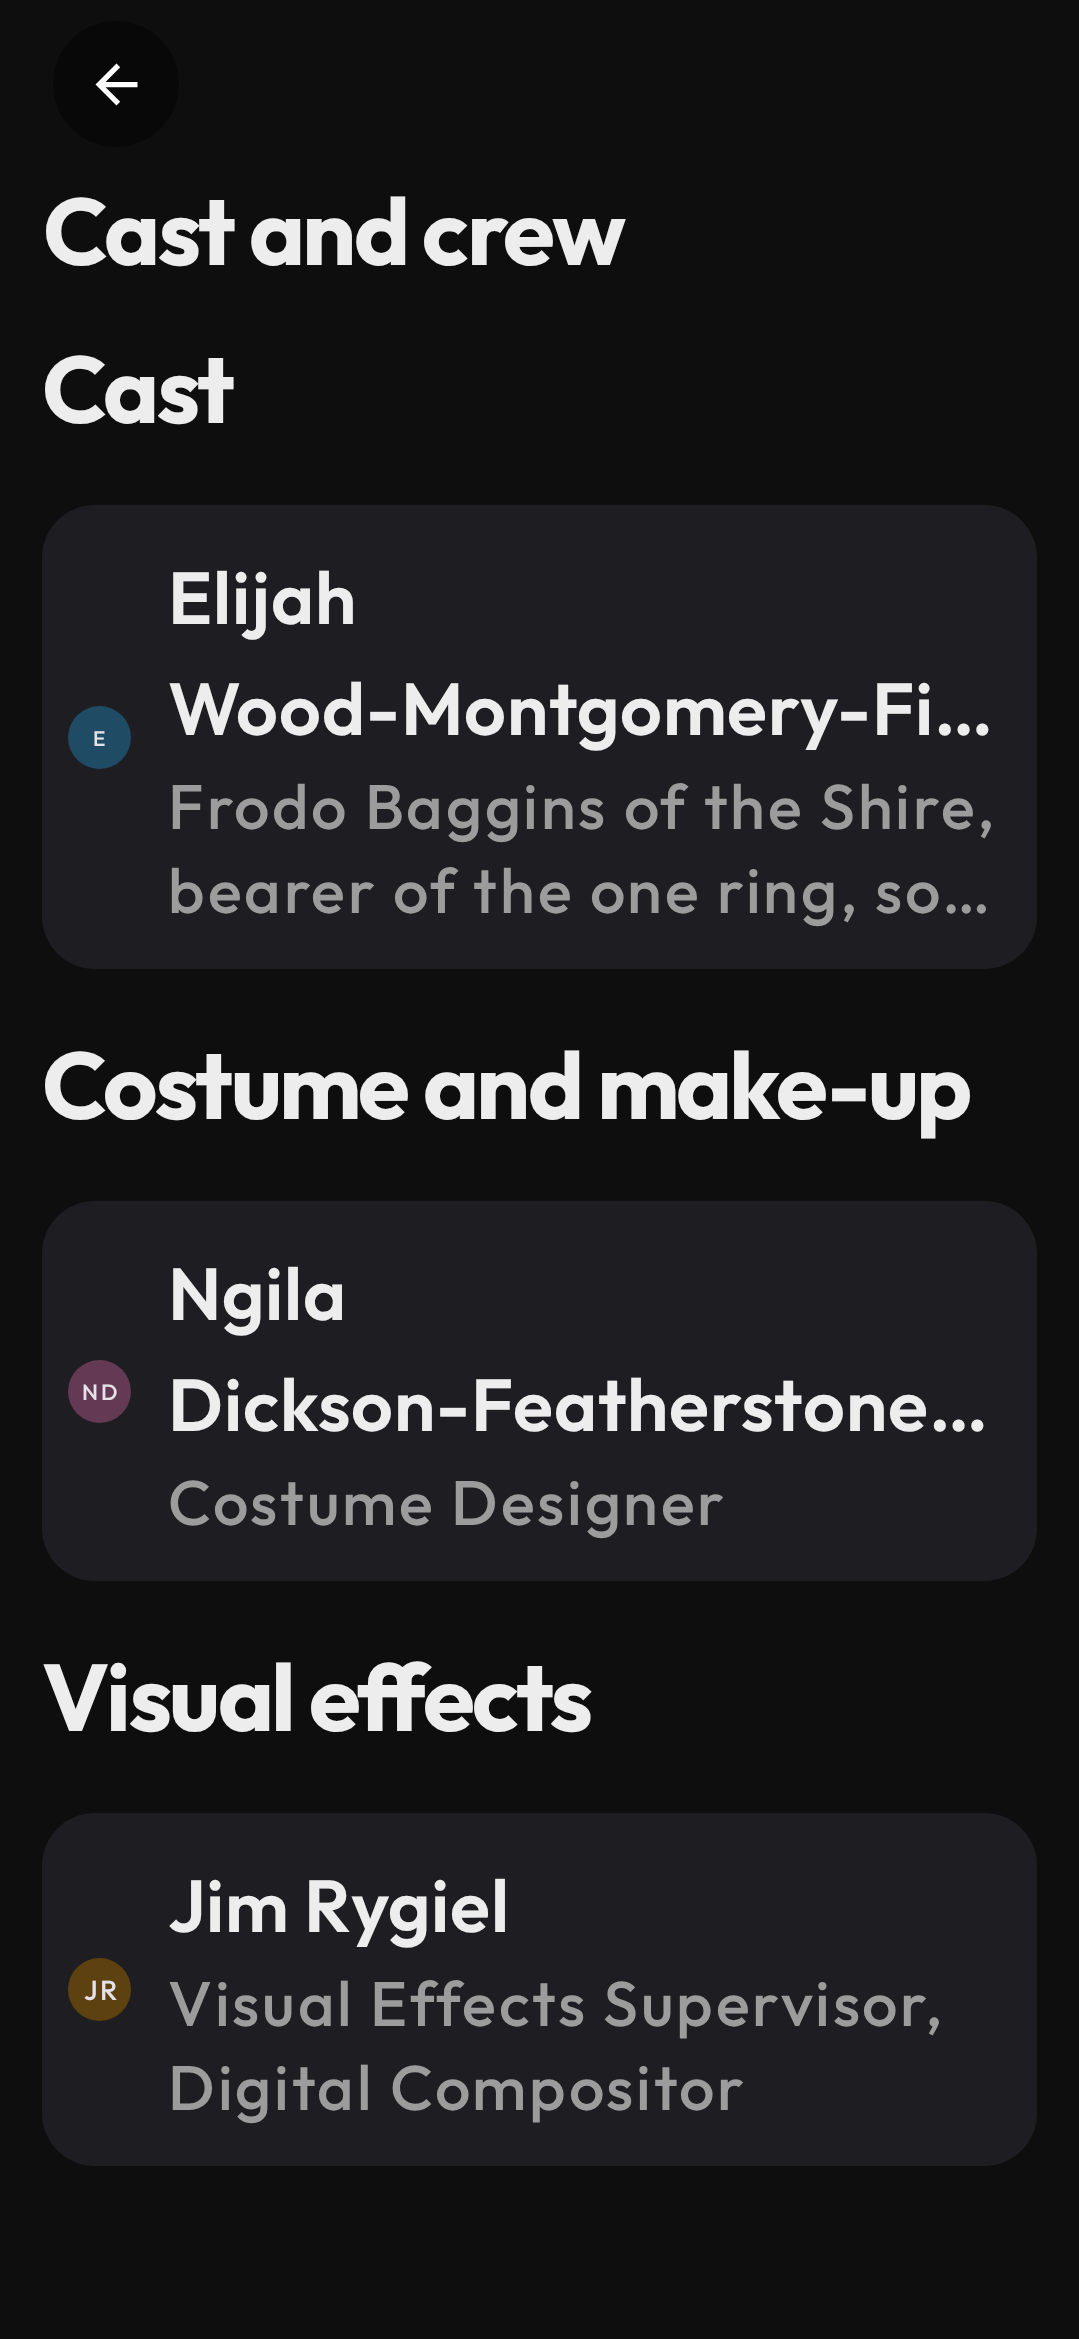 Cast and crew
Cast
Elijah
Wood-Montgomery-Fi...
E
Frodo Baggins of the Shire,
bearer of the one ring, so...
Costume and make-up
Ngila
Dickson-Featherstone...
ND
Costume Designer
Visual effects
Jim Rygiel
JR
Visual Effects Supervisor,
Digital Compositor